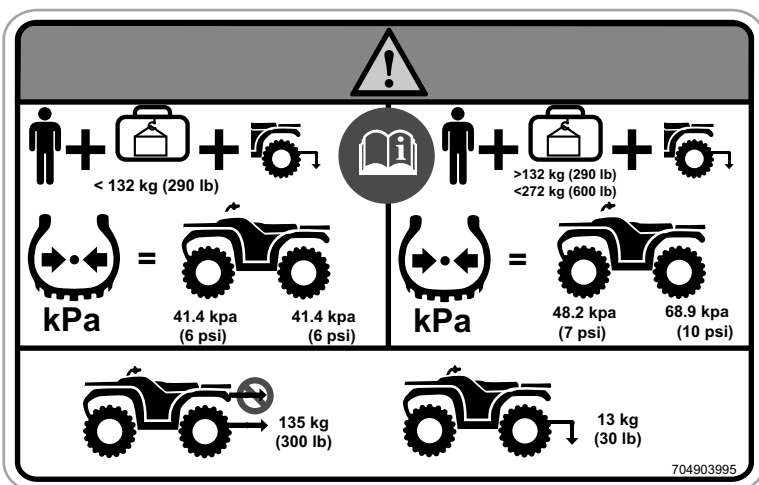 < 132 kg (290 lb)
kPa
=
41.4 kpa
(6 psi)
41.4 kpa
(6 psi)
>132 kg (290 lb)
<272 kg (600 lb)
kPa
=
48.2 kpa
(7 psi)
68.9 kpa
(10 psi)
135 kg
(300 lb)
13 kg
(30 lb)
704903995